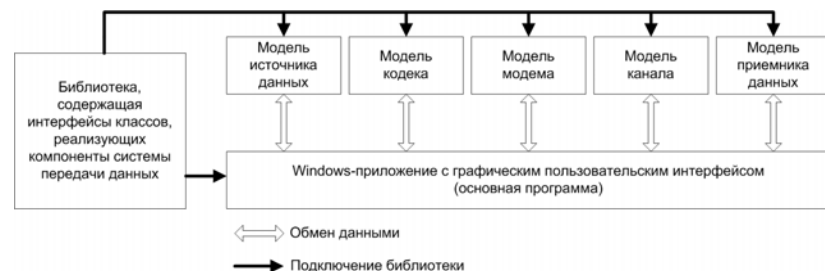 Библиотека,
содержащая
интерфейсы классов,
реализующих
компоненты системы
передачи данных
Модель
источника
данных
Модель
кодека
Модель
модема
Модель
канала
Модель
приемника
данных
Windows-приложение с графическим пользовательским интерфейсом
(основная программа)
Обмен данными
Подключение библиотеки